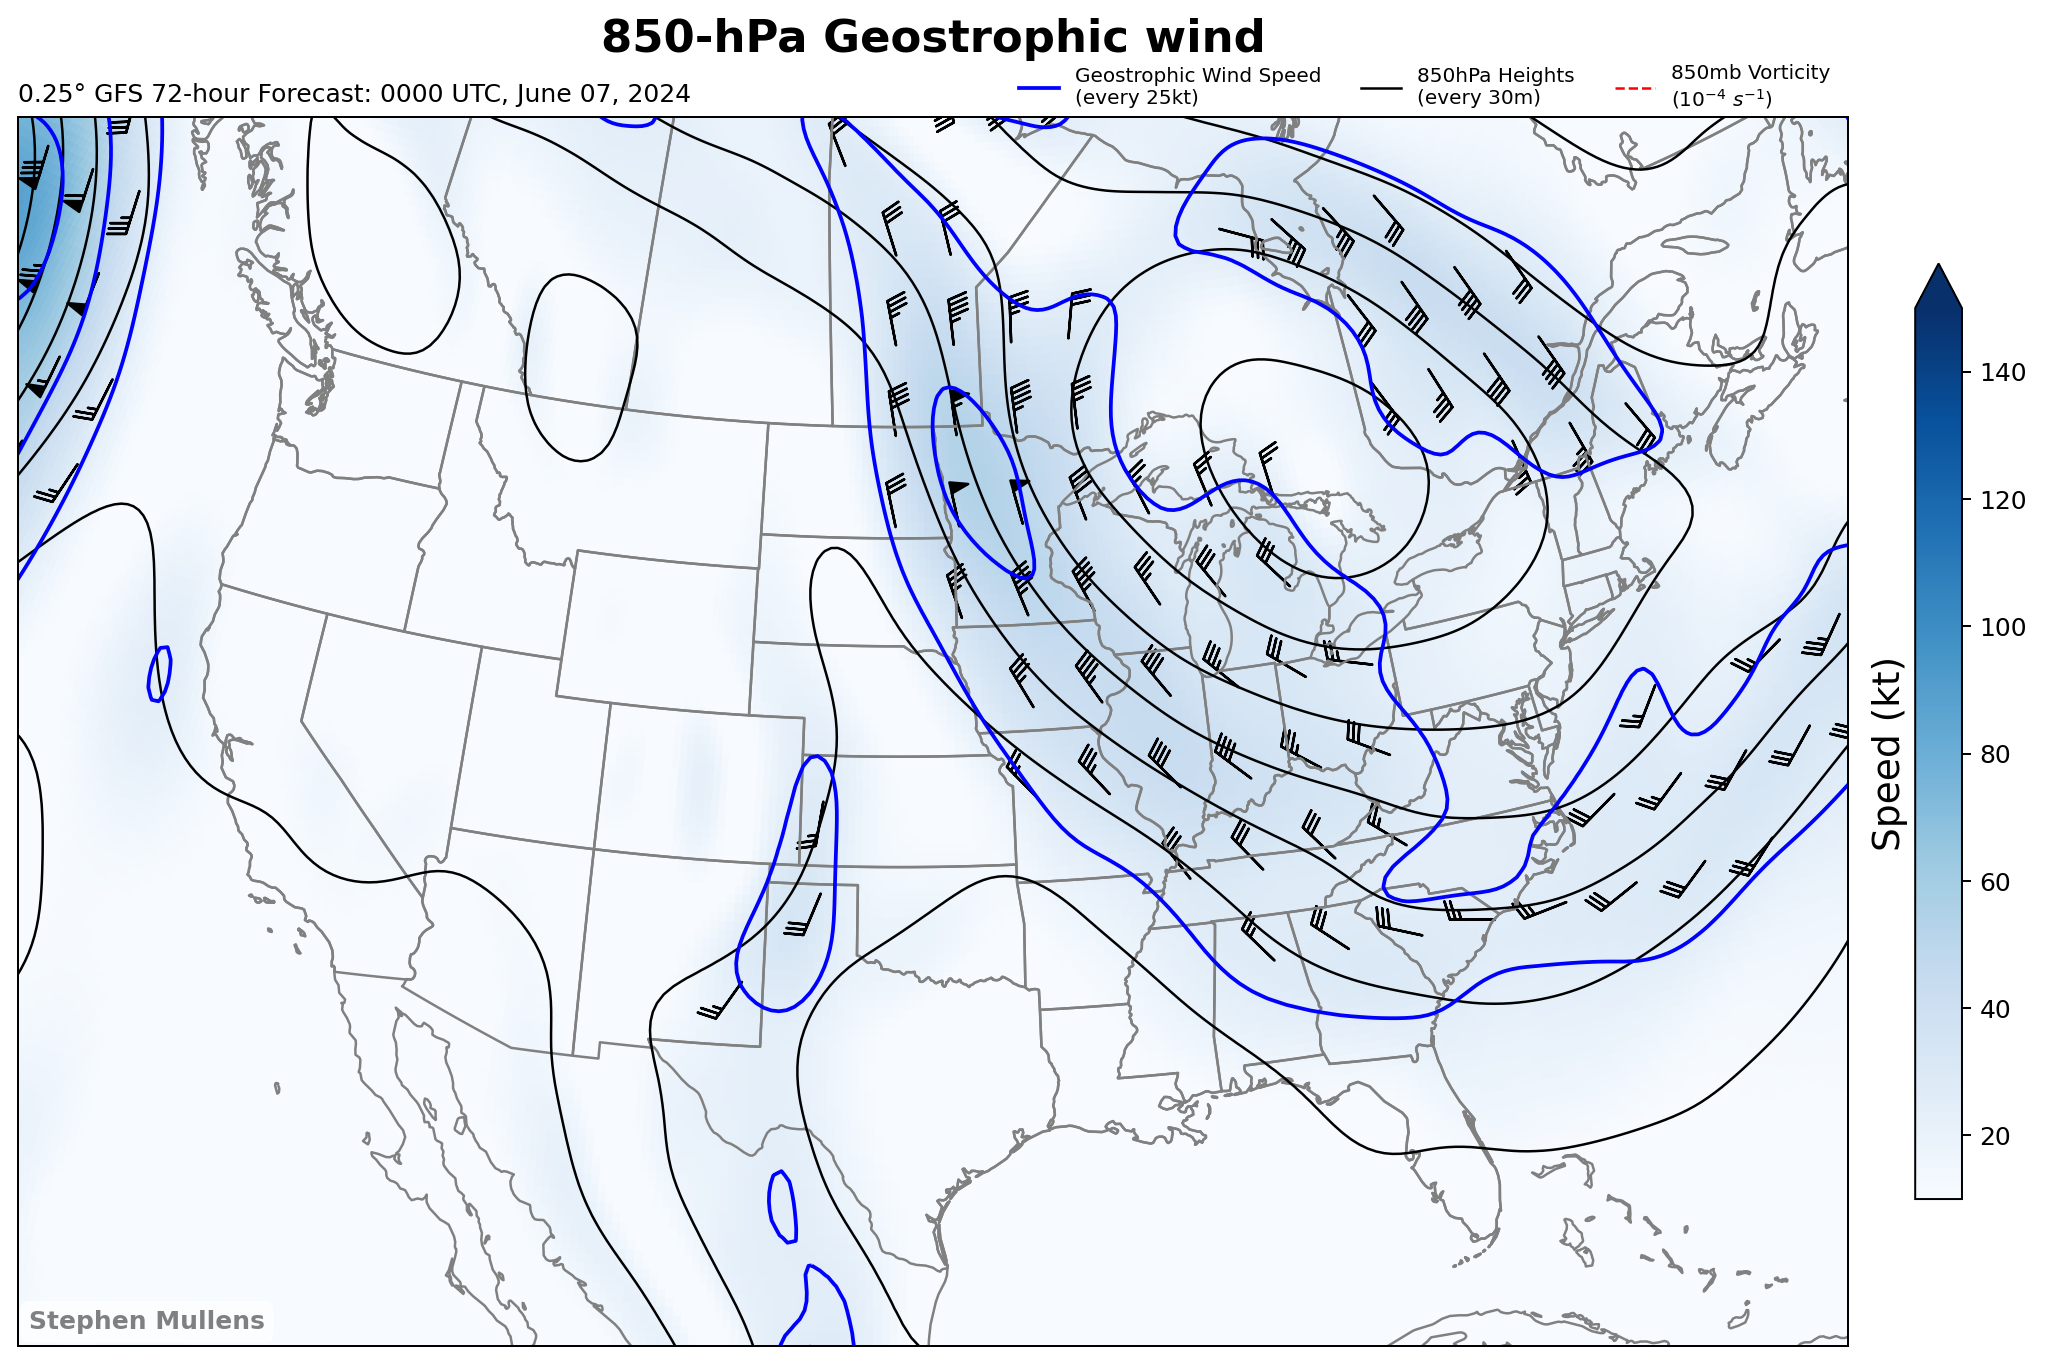 850-hPa Geostrophic wind
0.25° GFS 72-hour Forecast: 0000 UTC, June 07, 2024
Geostrophic Wind Speed
(every 25kt)
850hPa Heights
(every 30m)
850mb Vorticity
(10⁻⁴ s⁻¹)
140
120
100
80
60
40
20
Speed (kt)
Stephen Mullens